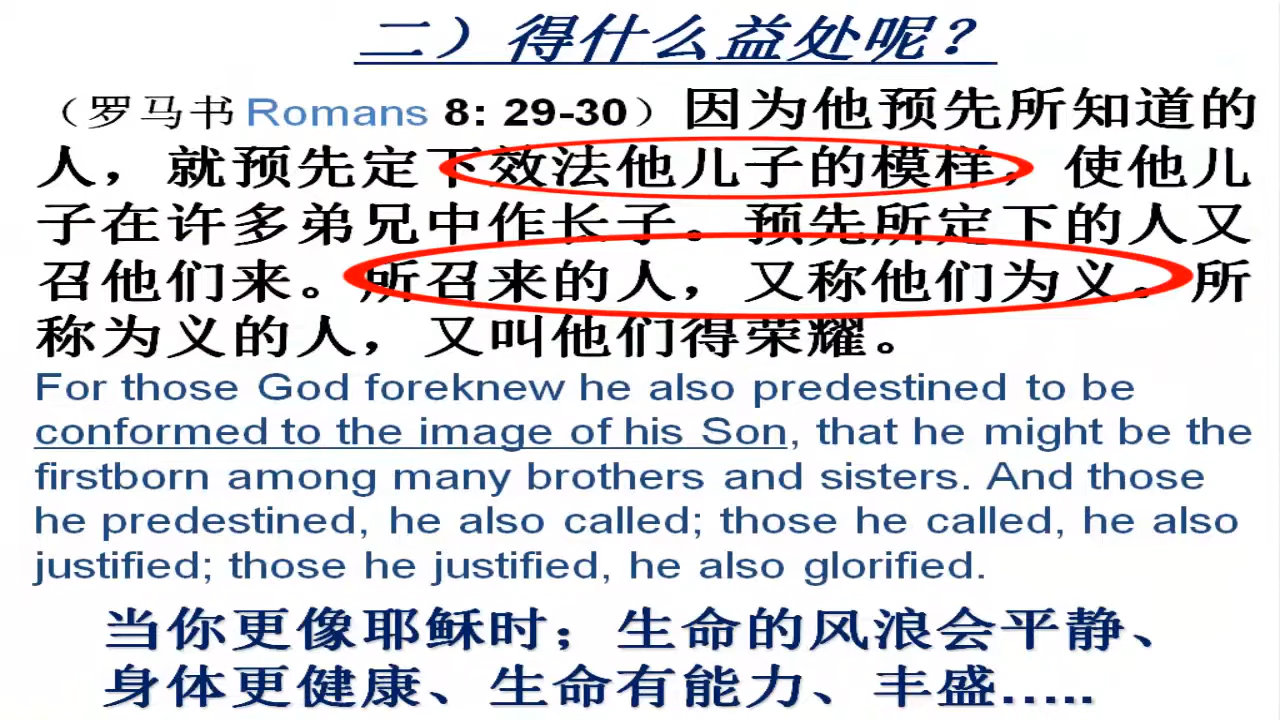 二）得什么益处呢？
（罗马书 Romans 8: 29-30）因为他预先所知道的
人，就预先定下效法他儿子的模样，使他儿
子在许多弟兄中作长子。预先所定下的人又
召他们来。所召来的人，又称他们为义。所
称为义的人，又叫他们得荣耀。
For those God foreknew he also predestined to be
conformed to the image of his Son, that he might be the
firstborn among many brothers and sisters. And those
he predestined, he also called; those he called, he also
justified; those he justified, he also glorified.
当你更像耶稣时；生命的风浪会平静、
身体更健康、生命有能力、丰盛…..